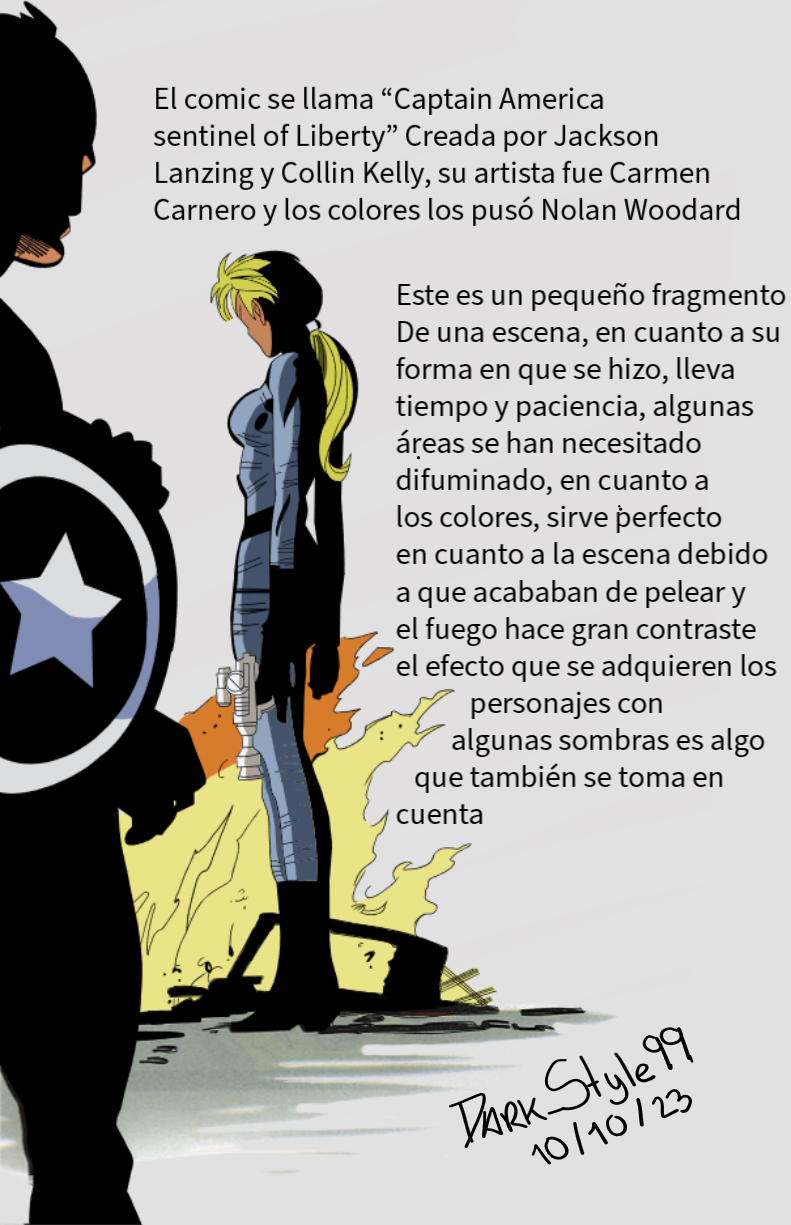 El comic se llama “Captain America
sentinel of Liberty” Creada por Jackson
Lanzing y Collin Kelly, su artista fue Carmen
Carnero y los colores los pusó Nolan Woodard
Este es un pequeño fragmento
De una escena, en cuanto a su
forma en que se hizo, lleva
tiempo y paciencia, algunas
áreas se han necesitado
difuminado, en cuanto a
los colores, sirve perfecto
en cuanto a la escena debido
a que acababan de pelear y
el fuego hace gran contraste
el efecto que se adquieren los
personajes con
algunas sombras es algo
que también se toma en
cuenta
DARK_Style99
10/10/23